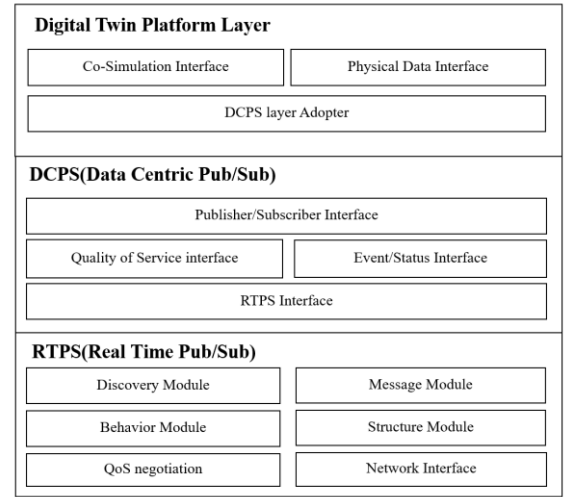 Digital Twin Platform Layer
Co-Simulation Interface
Physical Data Interface
DCPS layer Adopter
DCPS(Data Centric Pub/Sub)
Publisher/Subscriber Interface
Quality of Service interface
Event/Status Interface
RTPS Interface
RTPS(Real Time Pub/Sub)
Discovery Module
Message Module
Behavior Module
Structure Module
QoS negotiation
Network Interface